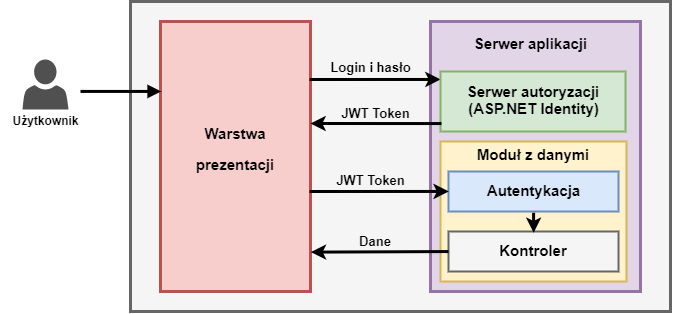 Użytkownik
Warstwa
prezentacji
Serwer aplikacji
Login i hasło
Serwer autoryzacji
(ASP.NET Identity)
JWT Token
Moduł z danymi
JWT Token
Autentykacja
Dane
Kontroler